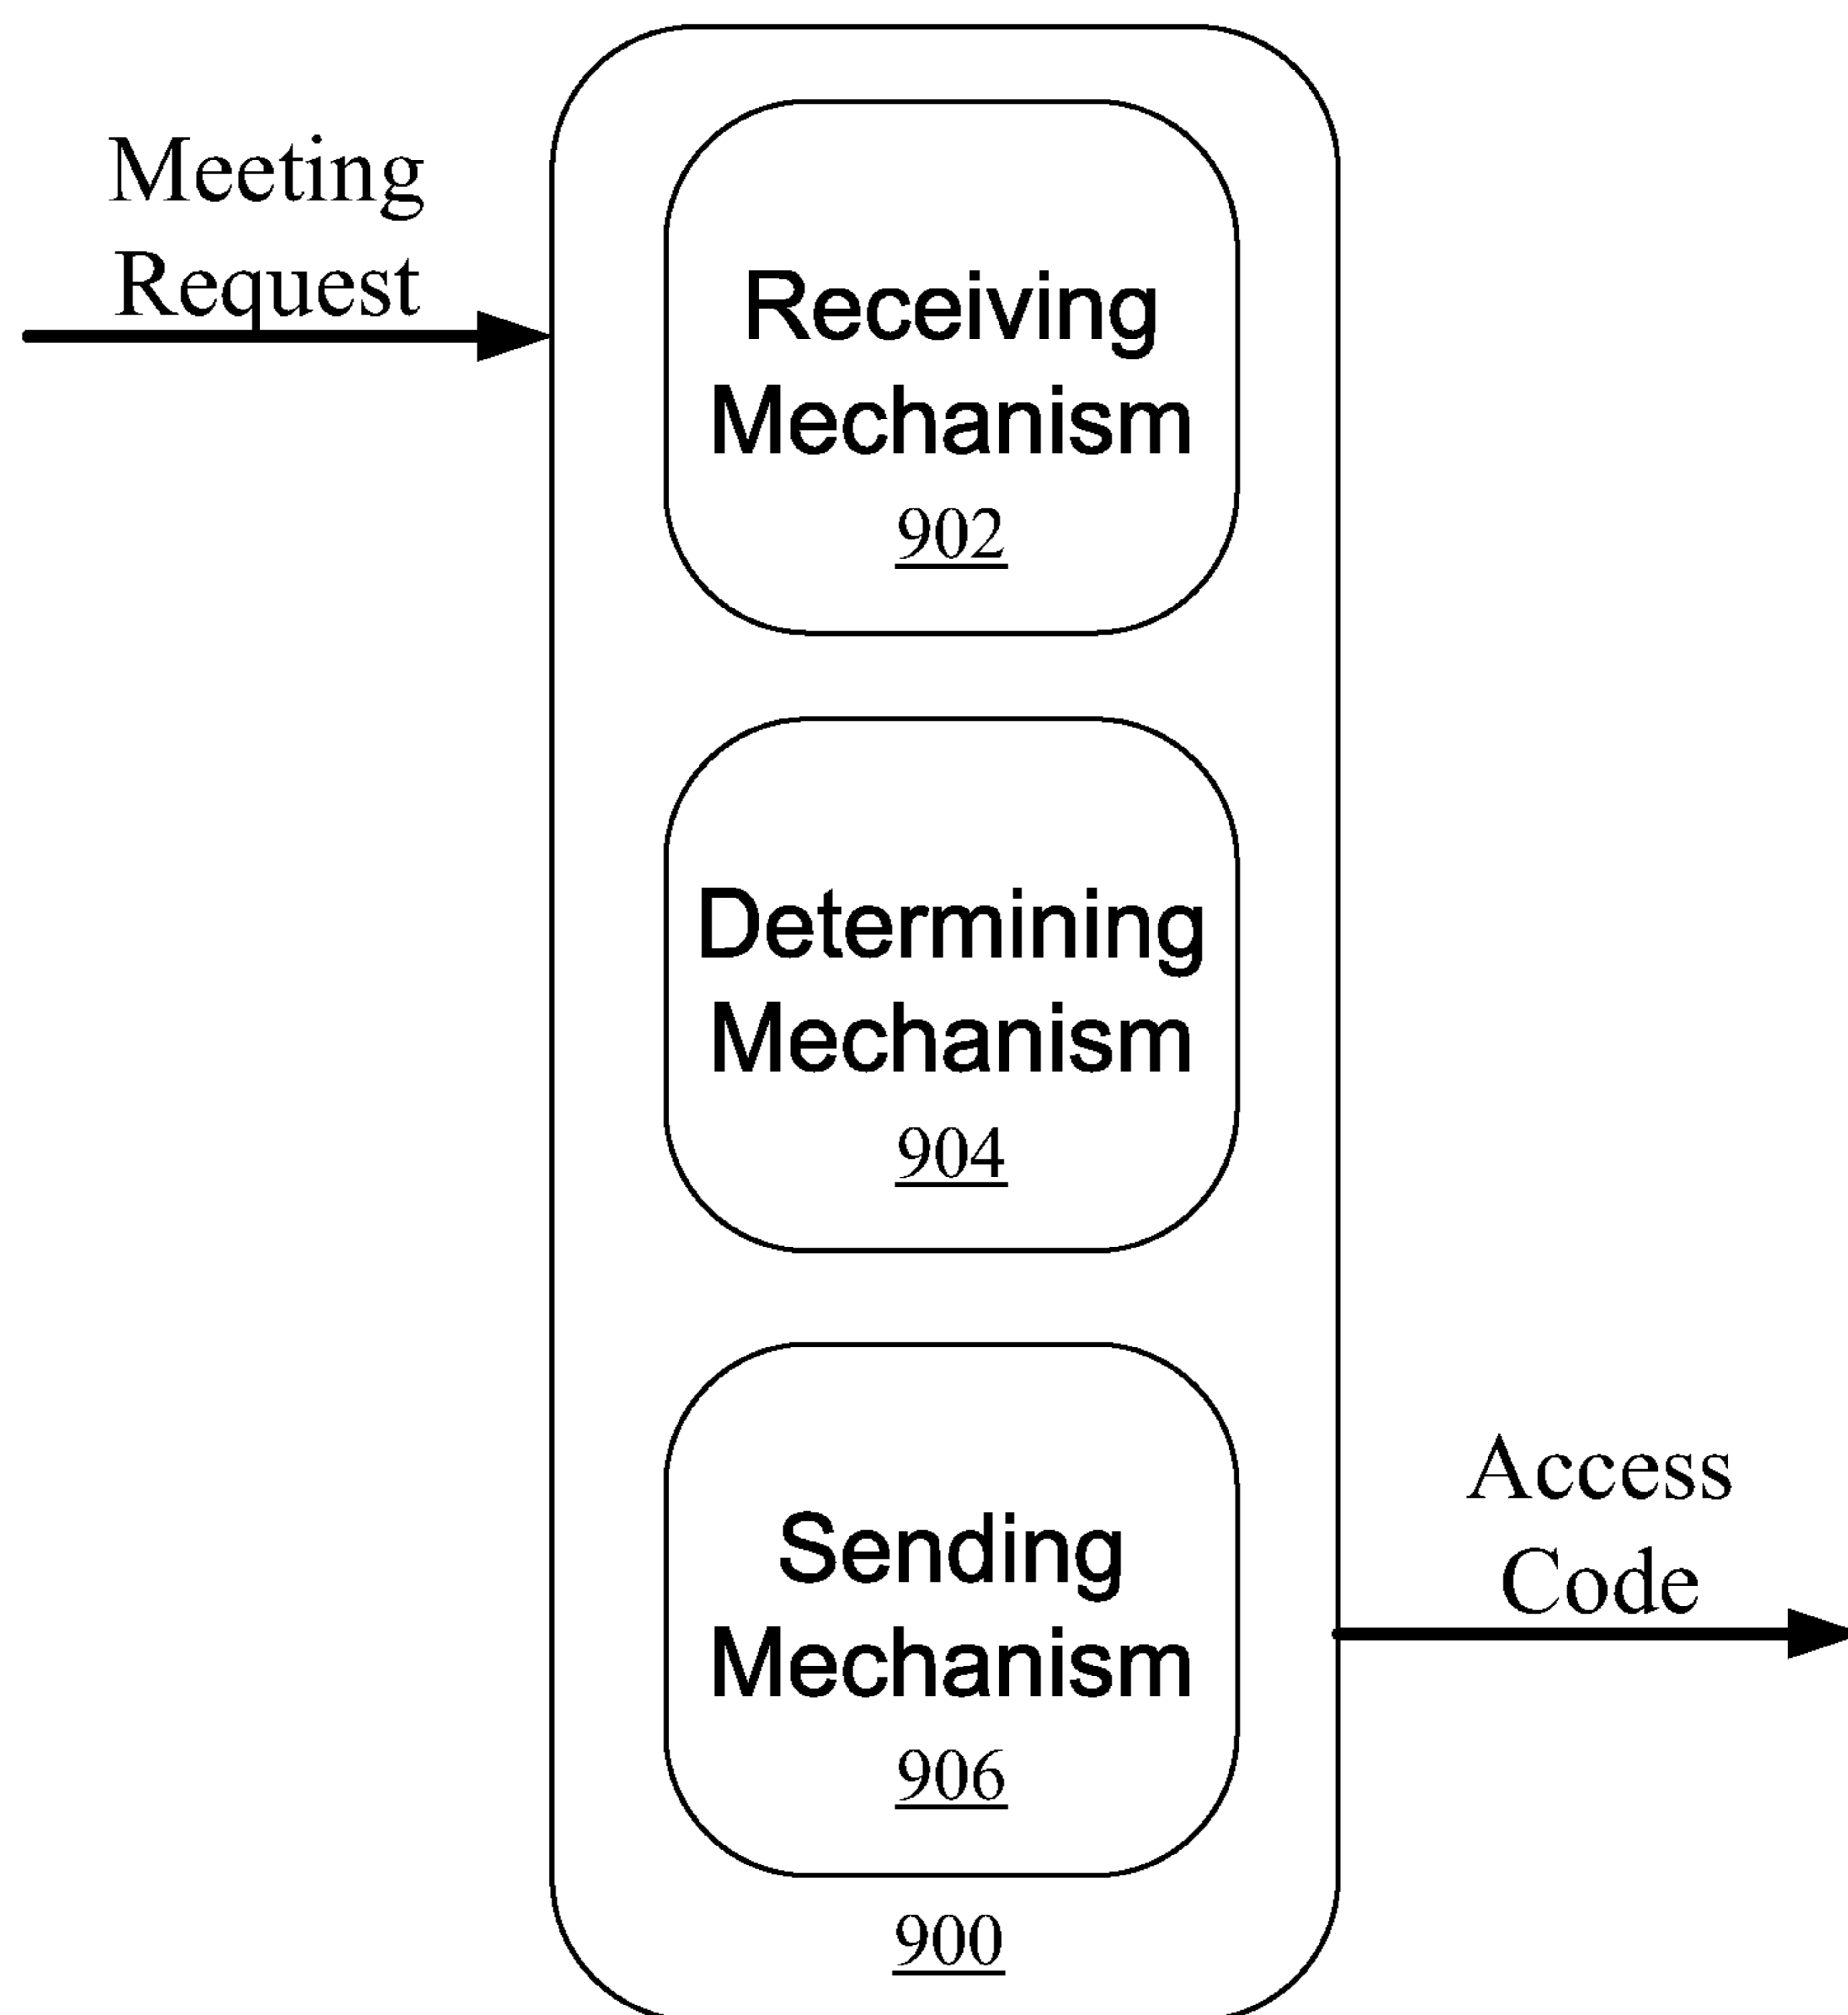 Meeting
Request
Receiving
Mechanism
902
Determining
Mechanism
904
Sending
Mechanism
906
Access
Code
900